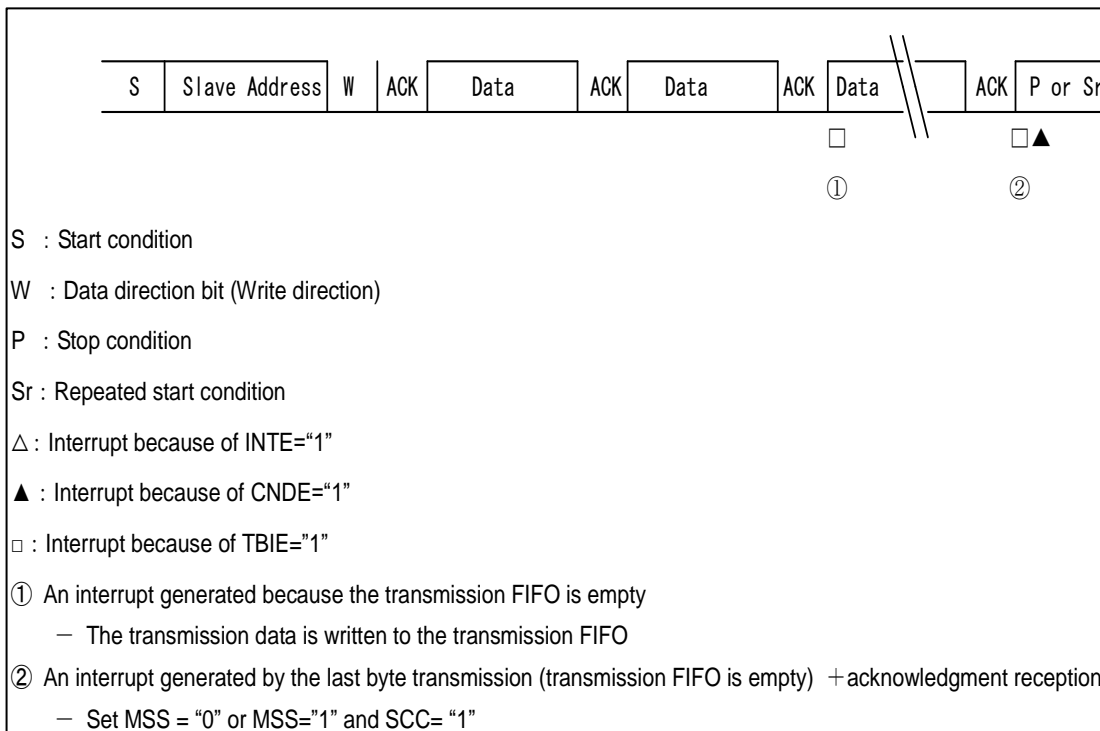 S Slave Address W ACK Data ACK Data ACK Data ACK P or Sr
□ □▲
① ②
S : Start condition
W : Data direction bit (Write direction)
P : Stop condition
Sr : Repeated start condition
△ : Interrupt because of INTE=“1”
▲ : Interrupt because of CNDE=“1”
□ : Interrupt because of TBIE=”1”
① An interrupt generated because the transmission FIFO is empty
－ The transmission data is written to the transmission FIFO
② An interrupt generated by the last byte transmission (transmission FIFO is empty) ＋acknowledgment reception
－ Set MSS = “0” or MSS=”1” and SCC= “1”